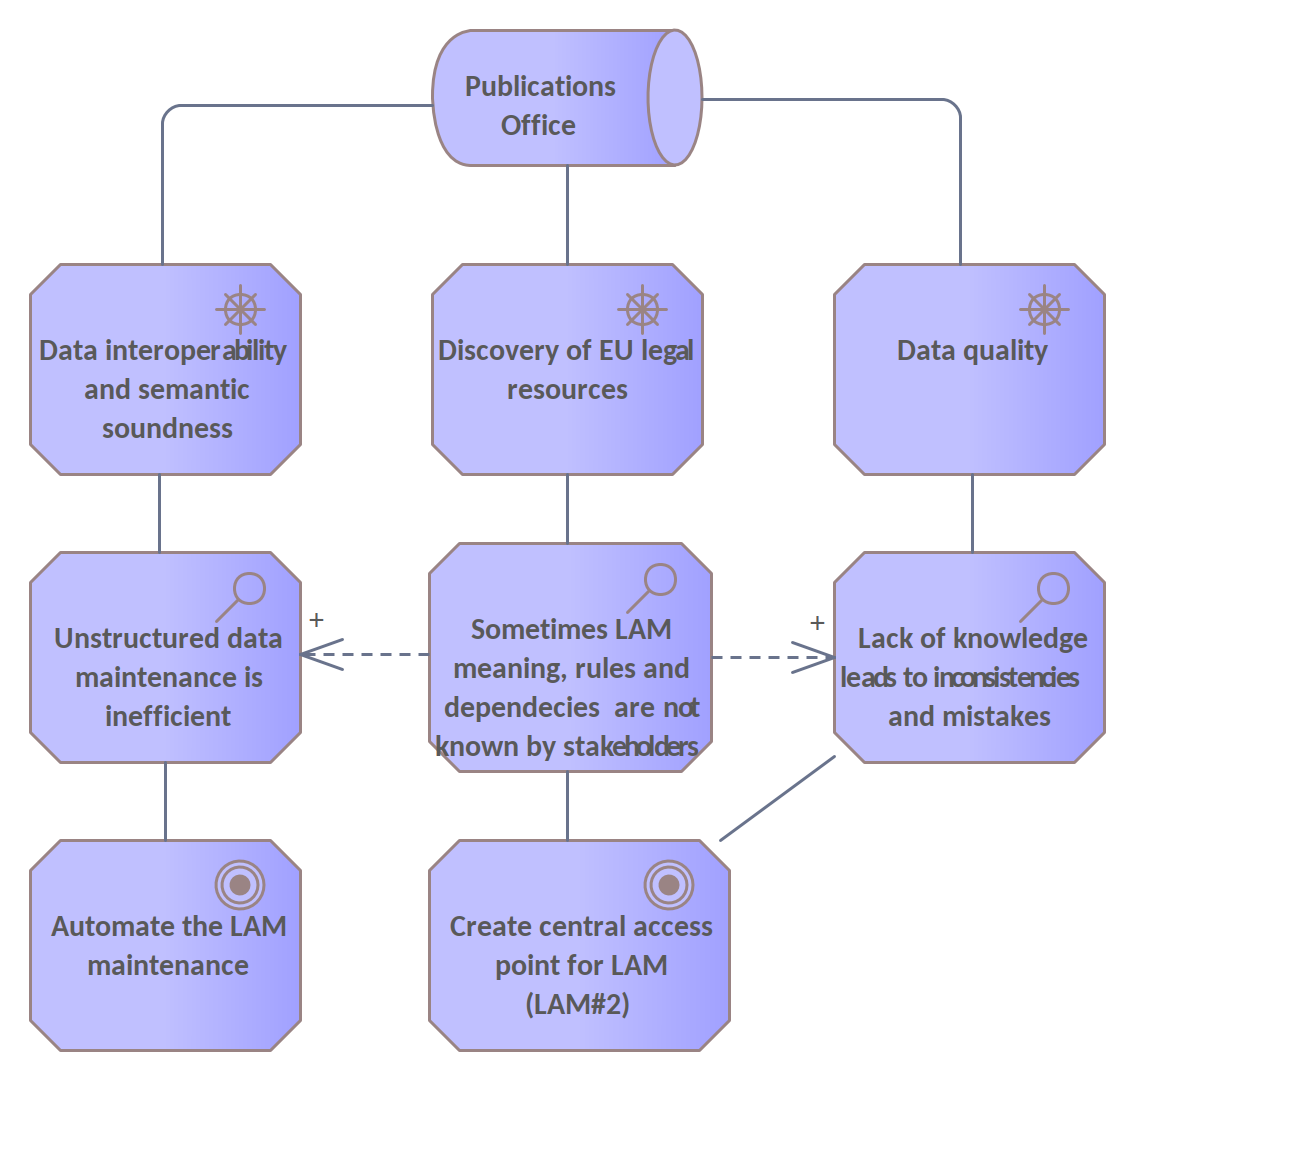 Publications
Office
Data interoperability
and semantic
soundness
Discovery of EU legal
resources
Data quality
Unstructured data
maintenance is
inefficient
+
Sometimes LAM
meaning, rules and
dependecies are not
known by stakeholders
+
Lack of knowledge
leads to inconsistencies
and mistakes
Automate the LAM
maintenance
Create central access
point for LAM
(LAM#2)